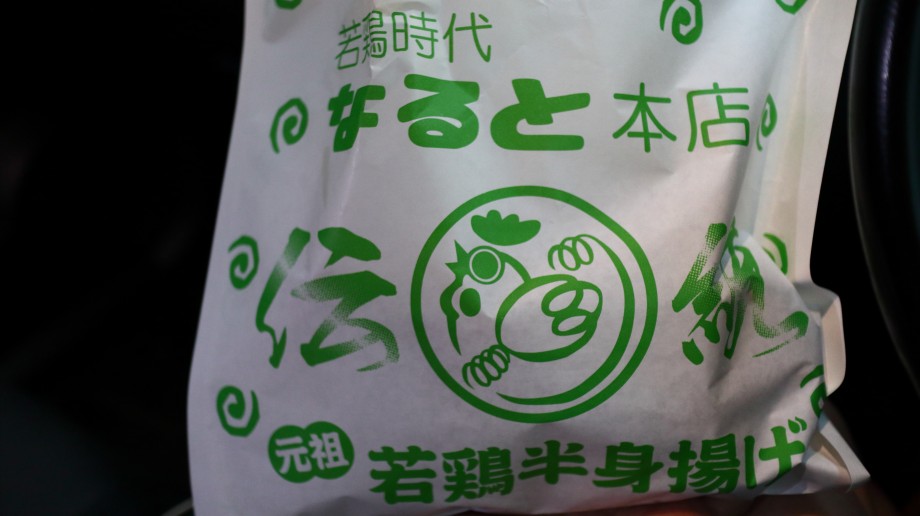 若鶏時代
なると 本店
伝統
元祖 若鶏半身揚げ